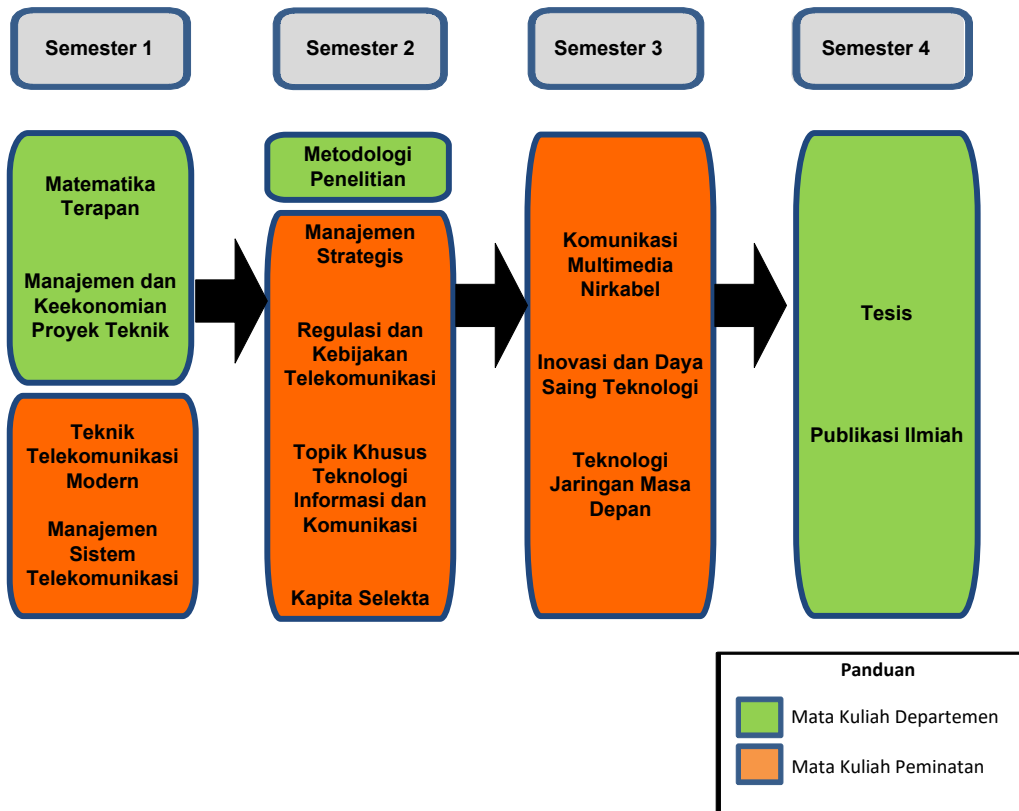 Semester 1
Semester 2
Semester 3
Semester 4
Matematika
Terapan
Manajemen dan
Keekonomian
Proyek Teknik
Teknik
Telekomunikasi
Modern
Manajemen
Sistem
Telekomunikasi
Metodologi
Penelitian
Manajemen
Strategis
Regulasi dan
Kebijakan
Telekomunikasi
Topik Khusus
Teknologi
Informasi dan
Komunikasi
Kapita Selekta
Komunikasi
Multimedia
Nirkabel
Inovasi dan Daya
Saing Teknologi
Teknologi
Jaringan Masa
Depan
Tesis
Publikasi Ilmiah
Panduan
Mata Kuliah Departemen
Mata Kuliah Peminatan